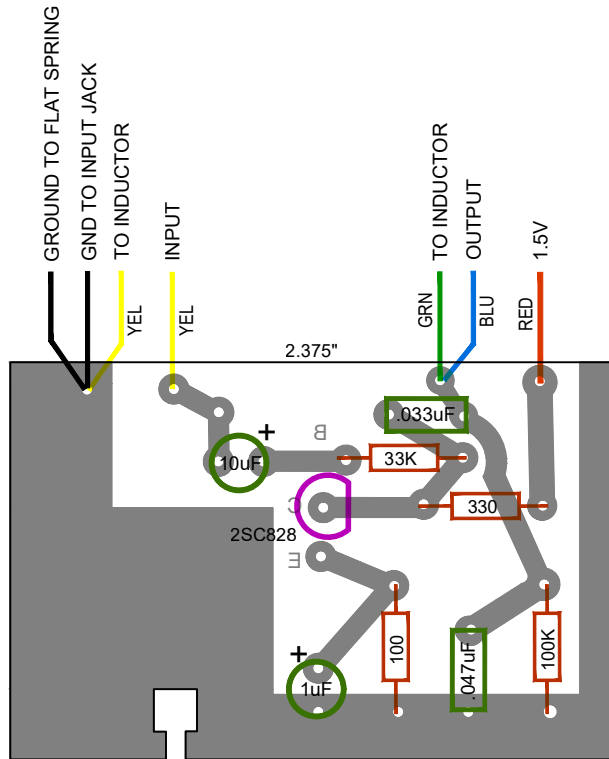 GROUND TO FLAT SPRING
GND TO INPUT JACK
TO INDUCTOR
YEL
INPUT
YEL
TO INDUCTOR
GRN
OUTPUT
BLU
1.5V
RED
2.375"
.033uF
+
B
10uF
33K
C
330
2SC828
E
+
100
.047uF
100K
1uF